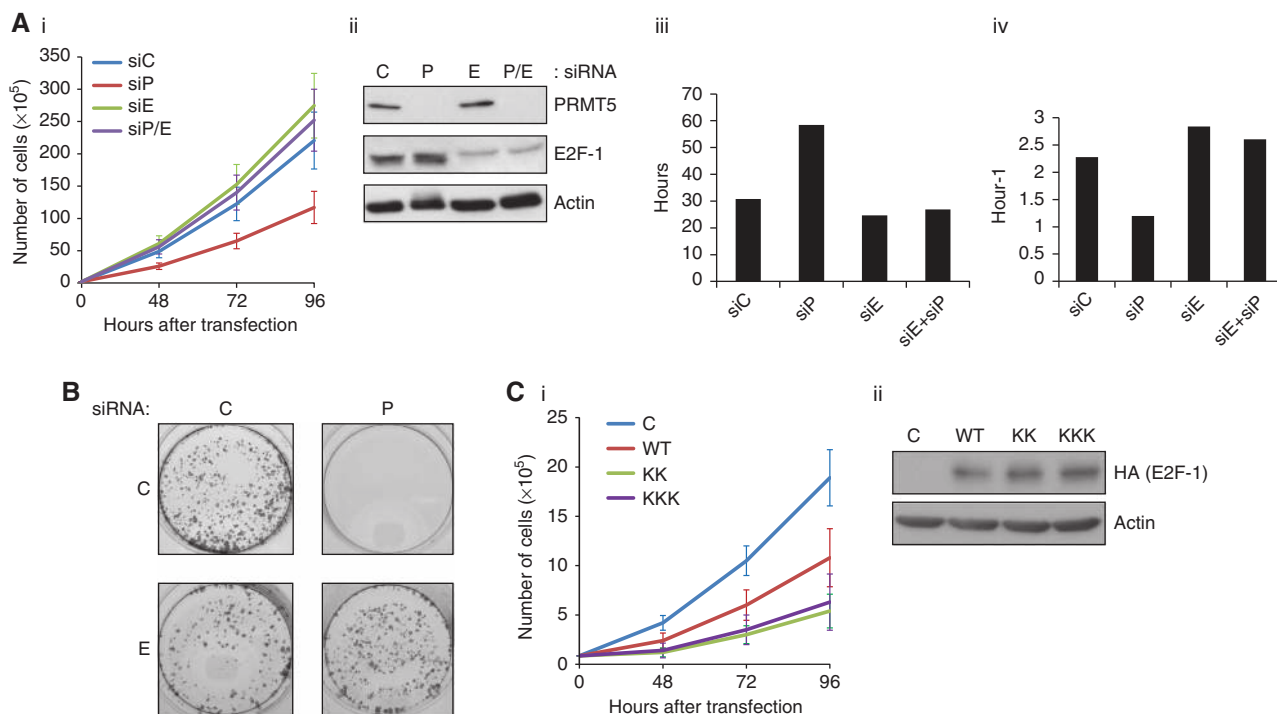 A
i
350
300
250
200
150
100
50
0
Number of cells (×10⁵)
siC
siP
siE
siP/E
0 48 72 96
Hours after transfection
ii
C P E P/E : siRNA
PRMT5
E2F-1
Actin
iii
70
60
50
40
30
20
10
0
Hours
siC siP siE siE+siP
iv
3
2.5
2
1.5
1
0.5
0
Hour-1
siC siP siE siE+siP
B
siRNA: C P
C
E
C
i
25
20
15
10
5
0
Number of cells (×10⁵)
C
WT
KK
KKK
0 48 72 96
Hours after transfection
ii
C WT KK KKK
HA (E2F-1)
Actin